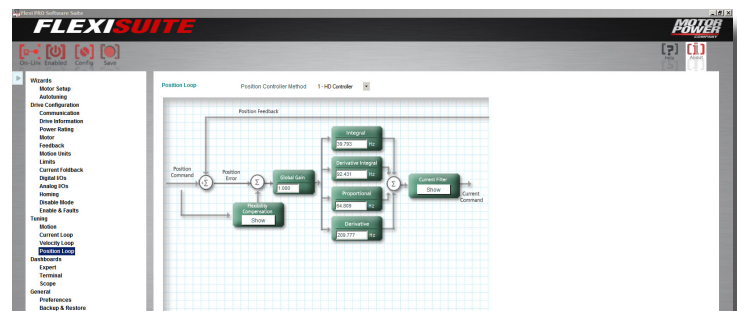 Flexi PRO Software Suite
FLEXISUITE
MOTOR
POWER
COMPANY
On-Line Enabled Config Save
Help Assist
Wizards
Motor Setup
Autotuning
Drive Configuration
Communication
Drive Information
Power Rating
Motor
Feedback
Motion Units
Limits
Current Foldback
Digital I/Os
Analog I/Os
Homing
Disable Mode
Enable & Faults
Tuning
Motion
Current Loop
Velocity Loop
Position Loop
Dashboards
Expert
Terminal
Scope
General
Preferences
Backup & Restore
Position Loop
Position Controller Method 1 - HD Controller
Position Feedback
Position
Command
Position
Error
Σ
Σ
Flexibility
Compensation
Show
Global Gain
1.000
Integral
39.793 Hz
Derivative Integral
92.431 Hz
Proportional
64.809 Hz
Derivative
209.777 Hz
Σ
Current Filter
Show
Current
Command